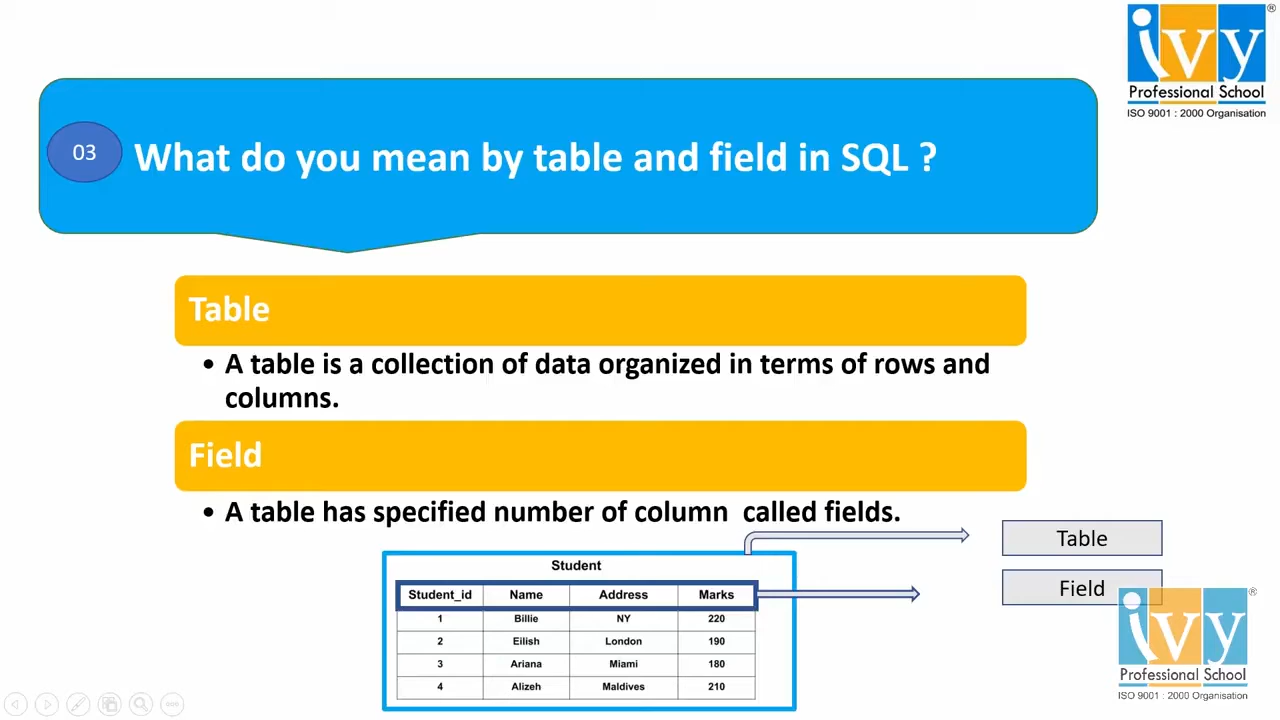 ivy
Professional School
ISO 9001 : 2000 Organisation
®
03
What do you mean by table and field in SQL ?
Table
• A table is a collection of data organized in terms of rows and
columns.
Field
• A table has specified number of column called fields.
Table
Field
Student
Student_id Name Address Marks
1 Billie NY 220
2 Eilish London 190
3 Ariana Miami 180
4 Alizeh Maldives 210
ivy
®
Professional School
ISO 9001 : 2000 Organisation